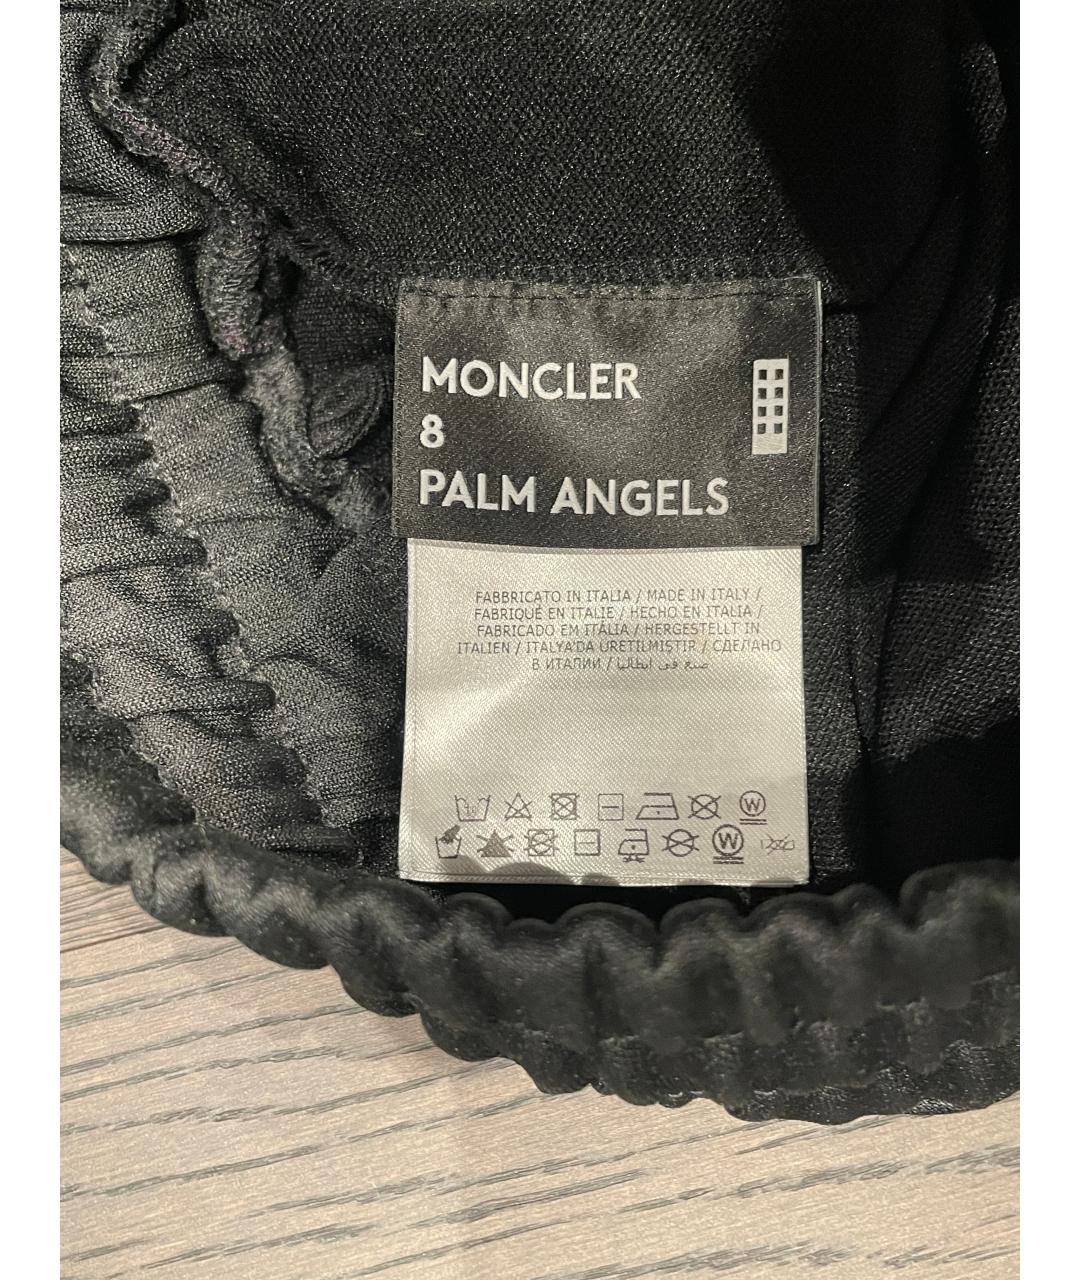 MONCLER
8
PALM ANGELS
FABBRICATO IN ITALIA / MADE IN ITALY /
FABRIQUÉ EN ITALIE / HECHO EN ITALIA /
FABRICADO EM ITÁLIA / HERGESTELLT IN
ITALIEN / ITALYA'DA ÜRETİLMİŞTİR / СДЕЛАНО
В ИТАЛИИ / صنع في ايطاليا
W
W